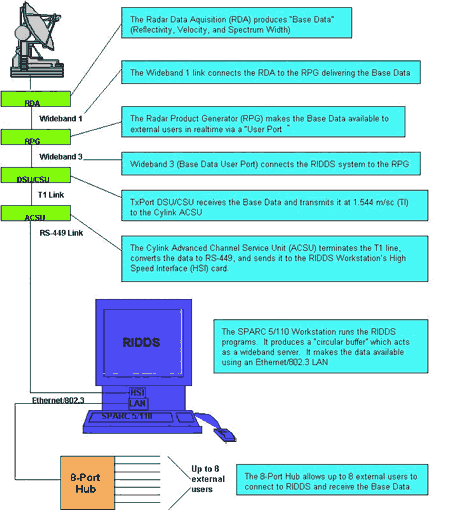 The Radar Data Aquisition (RDA) produces "Base Data"
(Reflectivity, Velocity, and Spectrum Width)
The Wideband 1 link connects the RDA to the RPG delivering the Base Data
RDA
Wideband 1
The Radar Product Generator (RPG) makes the Base Data available to
external users in realtime via a "User Port "
RPG
Wideband 3
Wideband 3 (Base Data User Port) connects the RIDDS system to the RPG
DSU/CSU
TxPort DSU/CSU receives the Base Data and transmits it at 1.544 m/sc (TI)
to the Cylink ACSU
T1 Link
ACSU
RS-449 Link
The Cylink Advanced Channel Service Unit (ACSU) terminates the T1 line,
converts the data to RS-449, and sends it to the RIDDS Workstation's High
Speed Interface (HSI) card.
RIDDS
The SPARC 5/110 Workstation runs the RIDDS
programs. It produces a "circular buffer" which acts
as a wideband server. It makes the data available
using an Ethernet/802.3 LAN
HSI
Ethernet/802.3
LAN
SPARC 5/110
8-Port
Hub
Up to 8
external
users
The 8-Port Hub allows up to 8 external users to
connect to RIDDS and receive the Base Data.